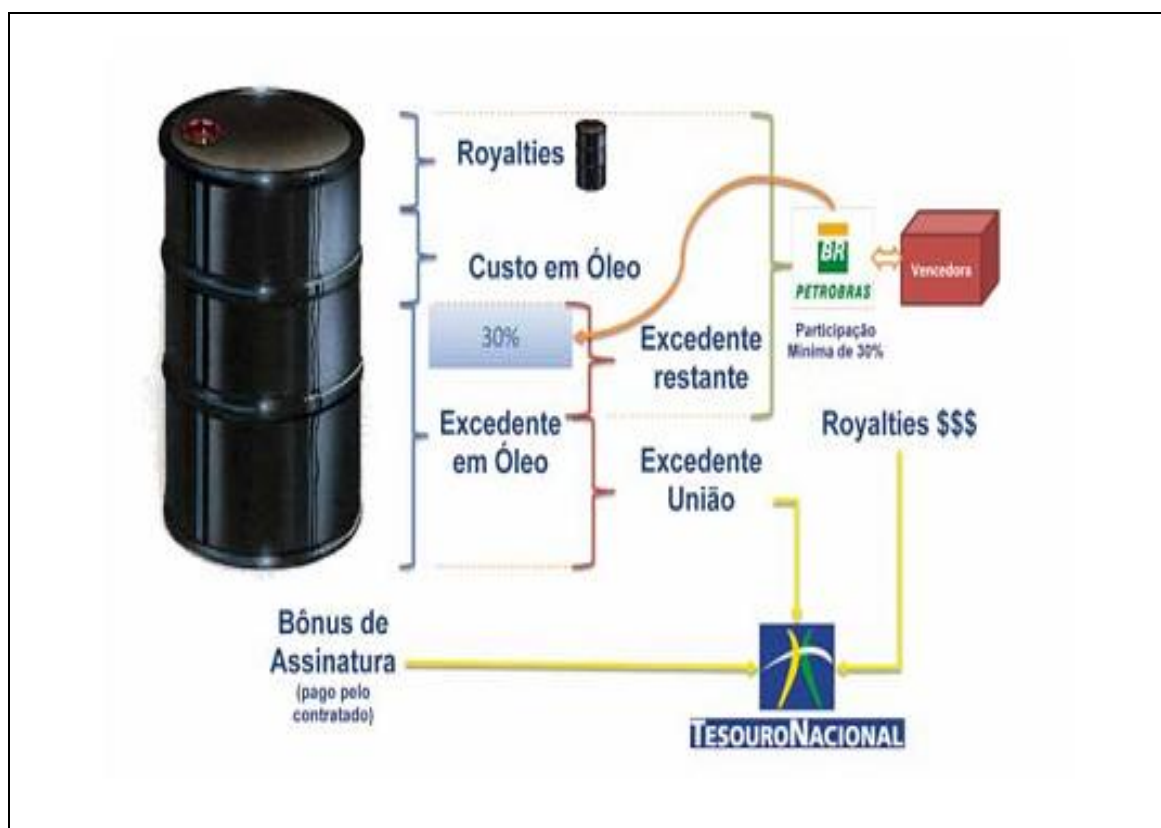 Royalties
Custo em Óleo
30%
Excedente
restante
Excedente
em Óleo
Excedente
União
BR
PETROBRAS
Participação
Minima de 30%
Vencedora
Royalties $$$
Bônus de
Assinatura
(pago pelo
contratado)
TESOURONACIONAL